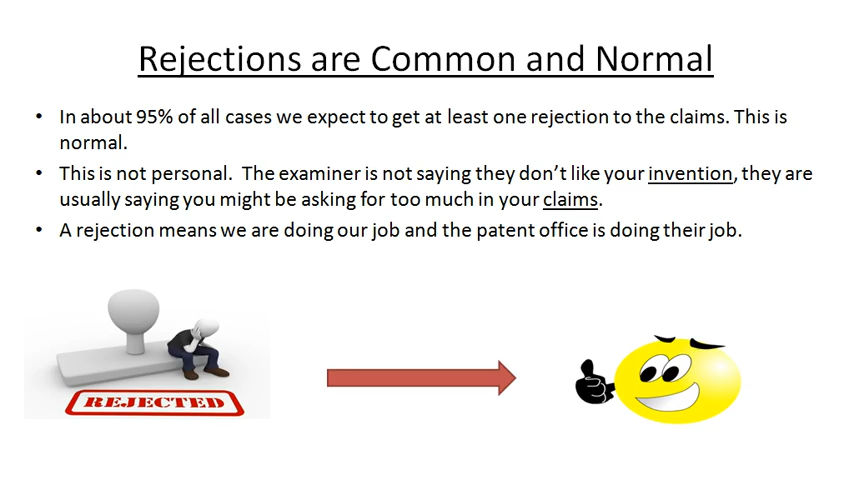 Rejections are Common and Normal
• In about 95% of all cases we expect to get at least one rejection to the claims. This is
normal.
• This is not personal.  The examiner is not saying they don’t like your invention, they are
usually saying you might be asking for too much in your claims.
• A rejection means we are doing our job and the patent office is doing their job.
REJECTED